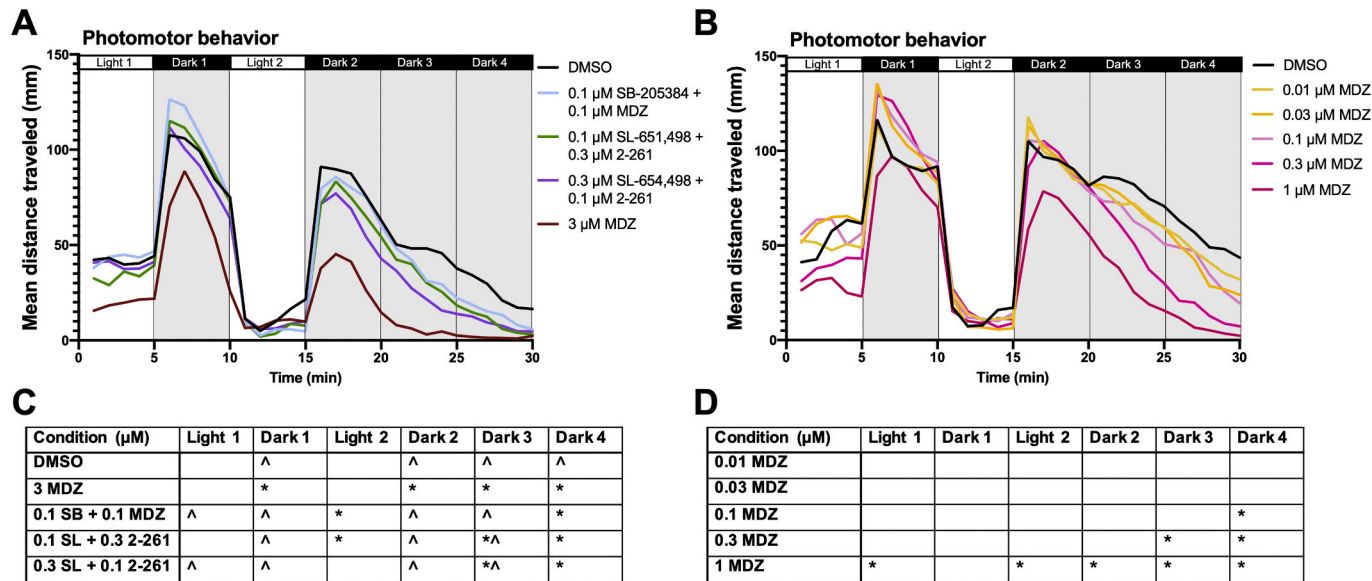 A
Photomotor behavior
Mean distance traveled (mm)
150
100
50
0
Light 1 Dark 1 Light 2 Dark 2 Dark 3 Dark 4
0 5 10 15 20 25 30
Time (min)
DMSO
0.1 µM SB-205384 +
0.1 µM MDZ
0.1 µM SL-651,498 +
0.3 µM 2-261
0.3 µM SL-654,498 +
0.1 µM 2-261
3 µM MDZ
B
Photomotor behavior
Mean distance traveled (mm)
150
100
50
0
Light 1 Dark 1 Light 2 Dark 2 Dark 3 Dark 4
0 5 10 15 20 25 30
Time (min)
DMSO
0.01 µM MDZ
0.03 µM MDZ
0.1 µM MDZ
0.3 µM MDZ
1 µM MDZ
C
Condition (µM) Light 1 Dark 1 Light 2 Dark 2 Dark 3 Dark 4
DMSO ^ ^ ^ ^
3 MDZ * * * *
0.1 SB + 0.1 MDZ ^ ^ * ^ ^ *
0.1 SL + 0.3 2-261 ^ * ^ *^ *
0.3 SL + 0.1 2-261 ^ ^ ^ *^ *
D
Condition (µM) Light 1 Dark 1 Light 2 Dark 2 Dark 3 Dark 4
0.01 MDZ
0.03 MDZ
0.1 MDZ *
0.3 MDZ * *
1 MDZ * * * * *